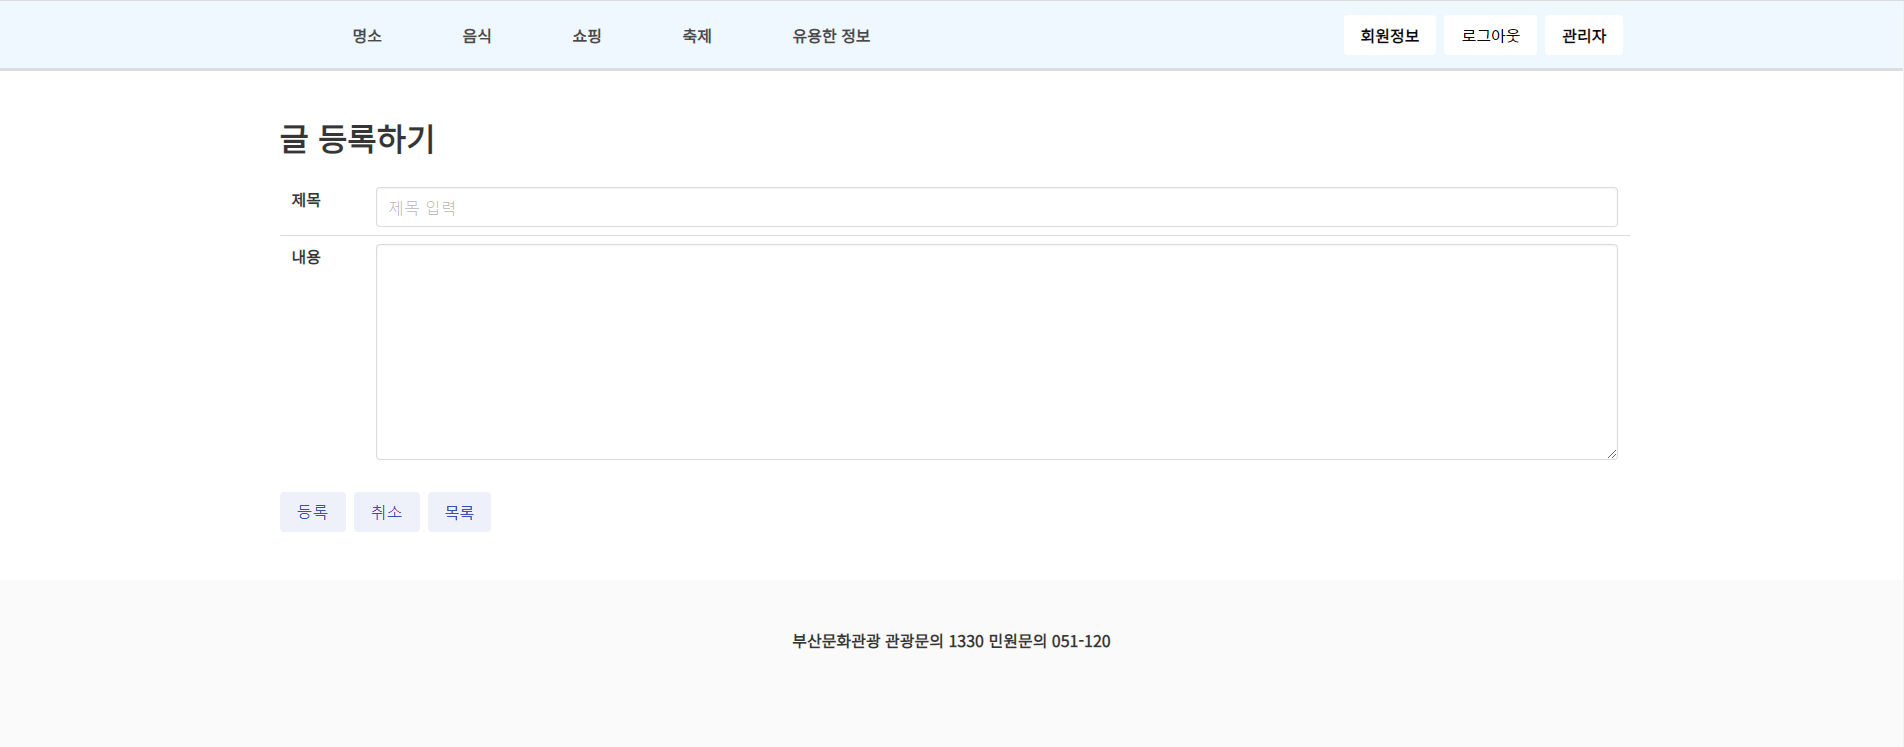 명소 음식 쇼핑 축제 유용한 정보 회원정보 로그아웃 관리자
글 등록하기
제목 제목 입력
내용
등록 취소 목록
부산문화관광 관광문의 1330 민원문의 051-120